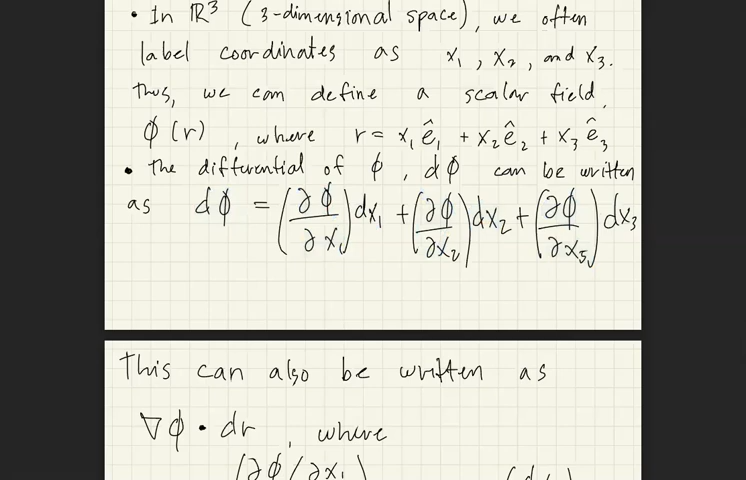 • In ℝ³ (3-dimensional space), we often
label coordinates as x₁, x₂, and x₃.
thus, we can define a scalar field,
ϕ(r), where r = x₁ê₁ + x₂ê₂ + x₃ê₃
• the differential of ϕ, dϕ can be written
as dϕ = (∂ϕ/∂x₁)dx₁ + (∂ϕ/∂x₂)dx₂ + (∂ϕ/∂x₃)dx₃
This can also be written as
∇ϕ • dr, where
(∂ϕ/∂x₁)